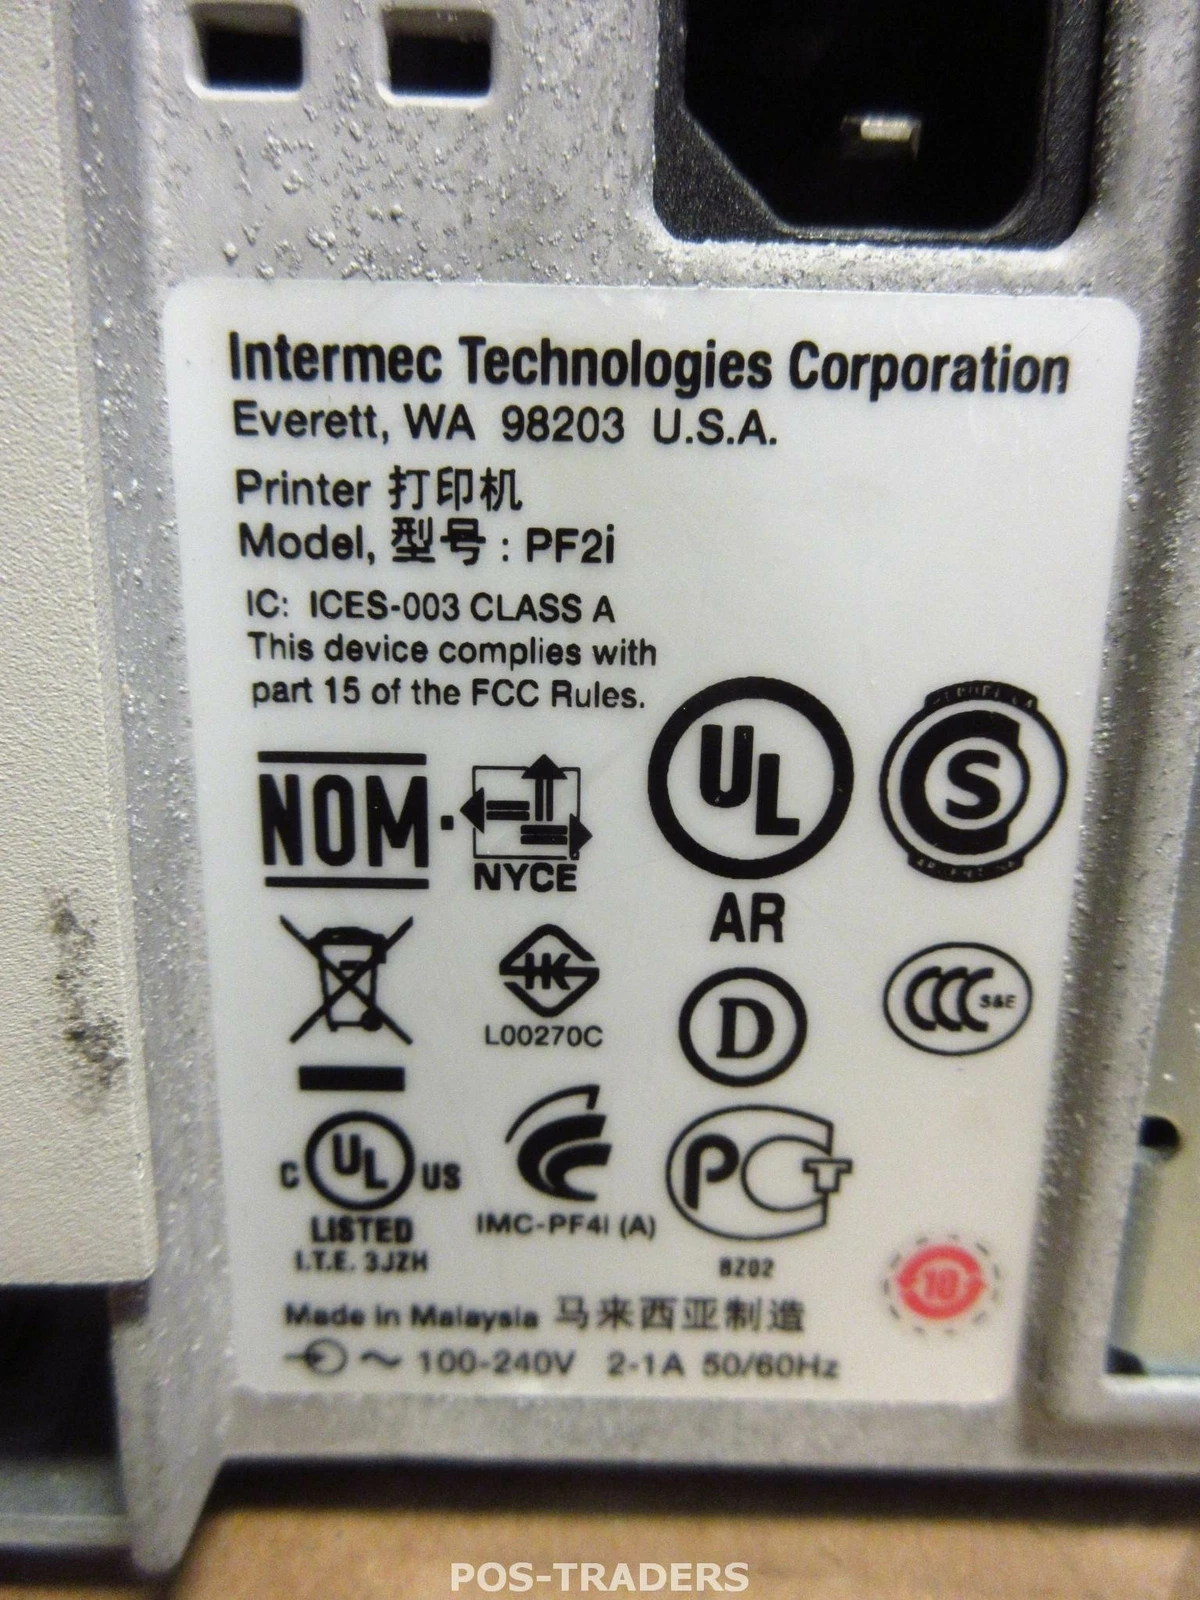 Intermec Technologies Corporation
Everett, WA 98203 U.S.A.
Printer 打印机
Model, 型号 : PF2i
IC: ICES-003 CLASS A
This device complies with
part 15 of the FCC Rules.
NOM
NYCE
UL
AR
S
L00270C
D
CCC S&E
C UL US
LISTED
I.T.E. 3JZH
IMC-PF4I (A)
PCT
BZ02
10
Made in Malaysia 马来西亚制造
~ 100-240V 2-1A 50/60Hz
POS-TRADERS